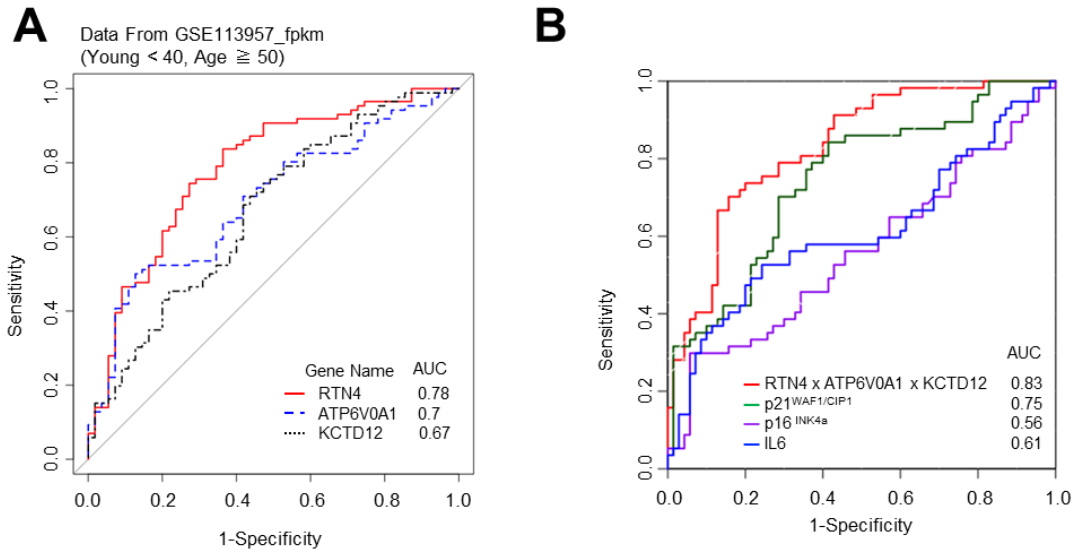 A
Data From GSE113957_fpkm
(Young < 40, Age ≧ 50)
1.0
0.8
0.6
0.4
0.2
0.0
Sensitivity
Gene Name AUC
RTN4 0.78
ATP6V0A1 0.7
KCTD12 0.67
0.0 0.2 0.4 0.6 0.8 1.0
1-Specificity
B
1.0
0.8
0.6
0.4
0.2
0.0
Sensitivity
AUC
RTN4 x ATP6V0A1 x KCTD12 0.83
p21WAF1/CIP1 0.75
p16 INK4a 0.56
IL6 0.61
0.0 0.2 0.4 0.6 0.8 1.0
1-Specificity